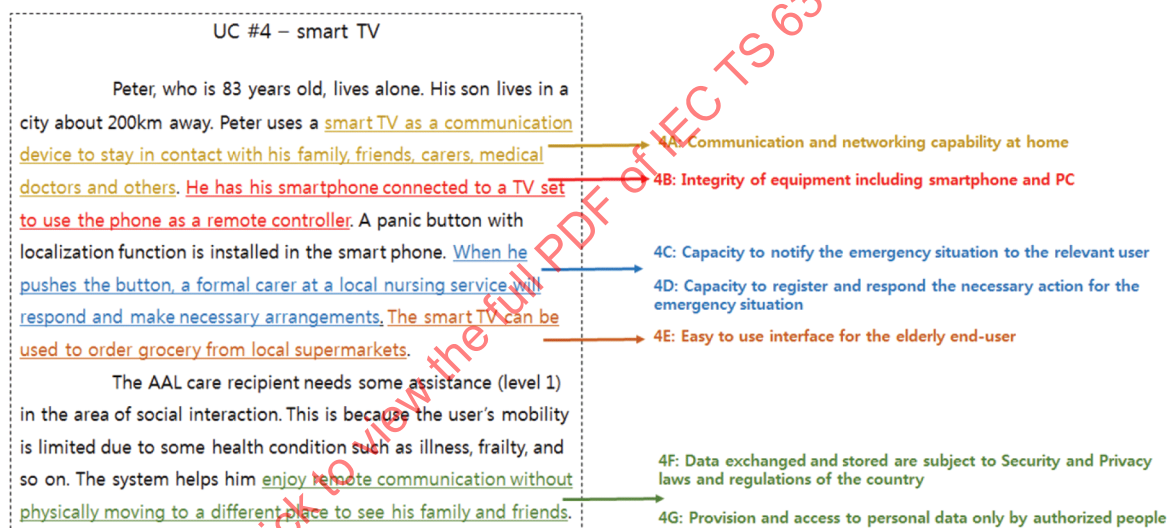 UC #4 – smart TV
Peter, who is 83 years old, lives alone. His son lives in a
city about 200km away. Peter uses a smart TV as a communication
device to stay in contact with his family, friends, carers, medical
doctors and others. He has his smartphone connected to a TV set
to use the phone as a remote controller. A panic button with
localization function is installed in the smart phone. When he
pushes the button, a formal carer at a local nursing service will
respond and make necessary arrangements. The smart TV can be
used to order grocery from local supermarkets.
The AAL care recipient needs some assistance (level 1)
in the area of social interaction. This is because the user's mobility
is limited due to some health condition such as illness, frailty, and
so on. The system helps him enjoy remote communication without
physically moving to a different place to see his family and friends.
4A: Communication and networking capability at home
4B: Integrity of equipment including smartphone and PC
4C: Capacity to notify the emergency situation to the relevant user
4D: Capacity to register and respond the necessary action for the
emergency situation
4E: Easy to use interface for the elderly end-user
4F: Data exchanged and stored are subject to Security and Privacy
laws and regulations of the country
4G: Provision and access to personal data only by authorized people
to view the full PDF of IEC TS 63